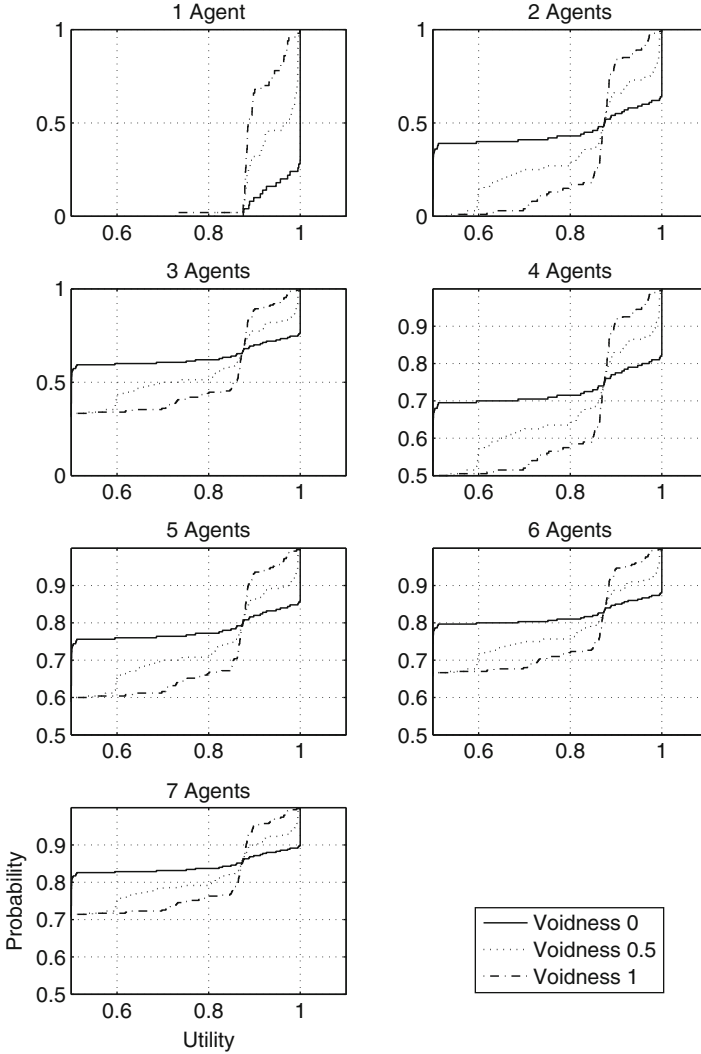 1 Agent
1
0.5
0
0.6 0.8 1
2 Agents
1
0.5
0
0.6 0.8 1
3 Agents
1
0.5
0
0.6 0.8 1
4 Agents
0.9
0.8
0.7
0.6
0.5
0.6 0.8 1
5 Agents
0.9
0.8
0.7
0.6
0.5
0.6 0.8 1
6 Agents
0.9
0.8
0.7
0.6
0.5
0.6 0.8 1
7 Agents
Probability
0.9
0.8
0.7
0.6
0.5
0.6 0.8 1
Utility
Voidness 0
Voidness 0.5
Voidness 1